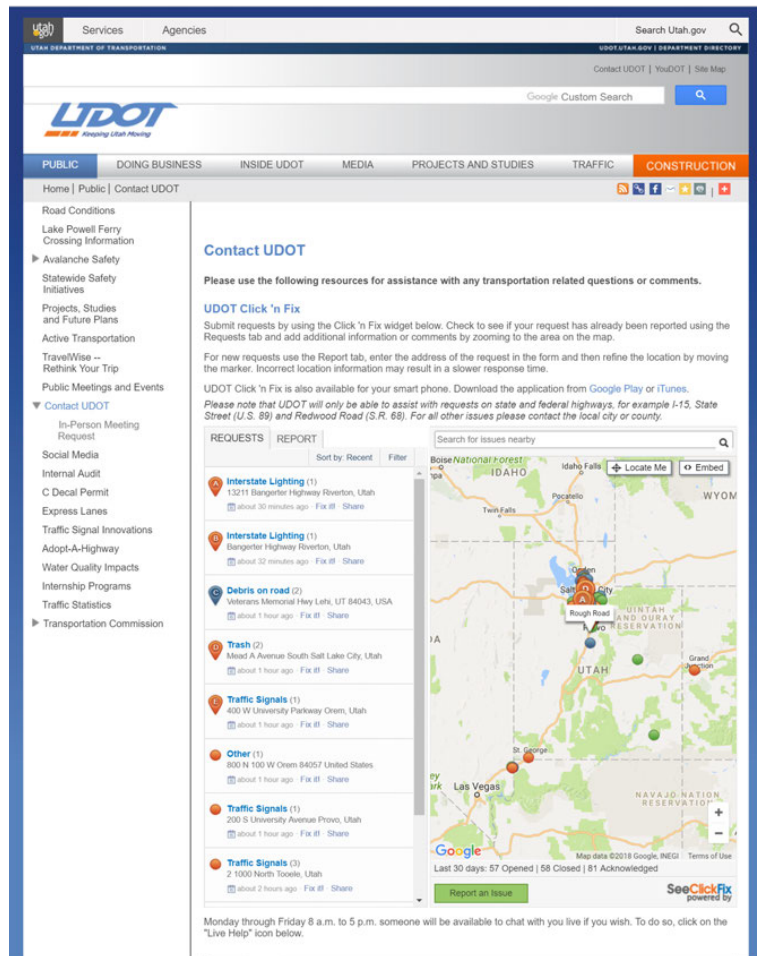 utah.gov
Services
Agencies
Search Utah.gov
UTAH DEPARTMENT OF TRANSPORTATION
UDOT.UTAH.GOV | DEPARTMENT DIRECTORY
Contact UDOT | YouDOT | Site Map
Google Custom Search
UDOT
Keeping Utah Moving
PUBLIC
DOING BUSINESS
INSIDE UDOT
MEDIA
PROJECTS AND STUDIES
TRAFFIC
CONSTRUCTION
Home | Public | Contact UDOT
Road Conditions
Lake Powell Ferry
Crossing Information
Avalanche Safety
Statewide Safety
Initiatives
Projects, Studies
and Future Plans
Active Transportation
TravelWise --
Rethink Your Trip
Public Meetings and Events
Contact UDOT
In-Person Meeting
Request
Social Media
Internal Audit
C Decal Permit
Express Lanes
Traffic Signal Innovations
Adopt-A-Highway
Water Quality Impacts
Internship Programs
Traffic Statistics
Transportation Commission
Contact UDOT
Please use the following resources for assistance with any transportation related questions or comments.
UDOT Click 'n Fix
Submit requests by using the Click 'n Fix widget below. Check to see if your request has already been reported using the
Requests tab and add additional information or comments by zooming to the area on the map.
For new requests use the Report tab, enter the address of the request in the form and then refine the location by moving
the marker. Incorrect location information may result in a slower response time.
UDOT Click 'n Fix is also available for your smart phone. Download the application from Google Play or iTunes.
Please note that UDOT will only be able to assist with requests on state and federal highways, for example I-15, State
Street (U.S. 89) and Redwood Road (S.R. 68). For all other issues please contact the local city or county.
REQUESTS
REPORT
Sort by: Recent
Filter
A
Interstate Lighting (1)
13211 Bangerter Highway Riverton, Utah
about 30 minutes ago · Fix it! · Share
B
Interstate Lighting (1)
Bangerter Highway Riverton, Utah
about 32 minutes ago · Fix it! · Share
C
Debris on road (2)
Veterans Memorial Hwy Lehi, UT 84043, USA
about 1 hour ago · Fix it! · Share
D
Trash (2)
Mead A Avenue South Salt Lake City, Utah
about 1 hour ago · Fix it! · Share
E
Traffic Signals (1)
400 W University Parkway Orem, Utah
about 1 hour ago · Fix it! · Share
Other (1)
800 N 100 W Orem 84057 United States
about 1 hour ago · Fix it! · Share
Traffic Signals (1)
200 S University Avenue Provo, Utah
about 1 hour ago · Fix it! · Share
Traffic Signals (3)
2 1000 North Tooele, Utah
about 2 hours ago · Fix it! · Share
Search for issues nearby
Boise National Forest
IDAHO
Idaho Falls
Locate Me
Embed
mpa
Pocatello
WYOM
Twin Falls
Ogden
Salt
City
A
Rough Road
Provo
UINTAH
AND OURAY
RESERVATION
DA
UTAH
Grand
Junction
St. George
Las Vegas
NAVAJO NATION
RESERVATION
+
−
Google
Map data ©2018 Google, INEGI
Terms of Use
Last 30 days: 57 Opened | 58 Closed | 81 Acknowledged
Report an Issue
SeeClickFix
powered by
Monday through Friday 8 a.m. to 5 p.m. someone will be available to chat with you live if you wish. To do so, click on the
"Live Help" icon below.